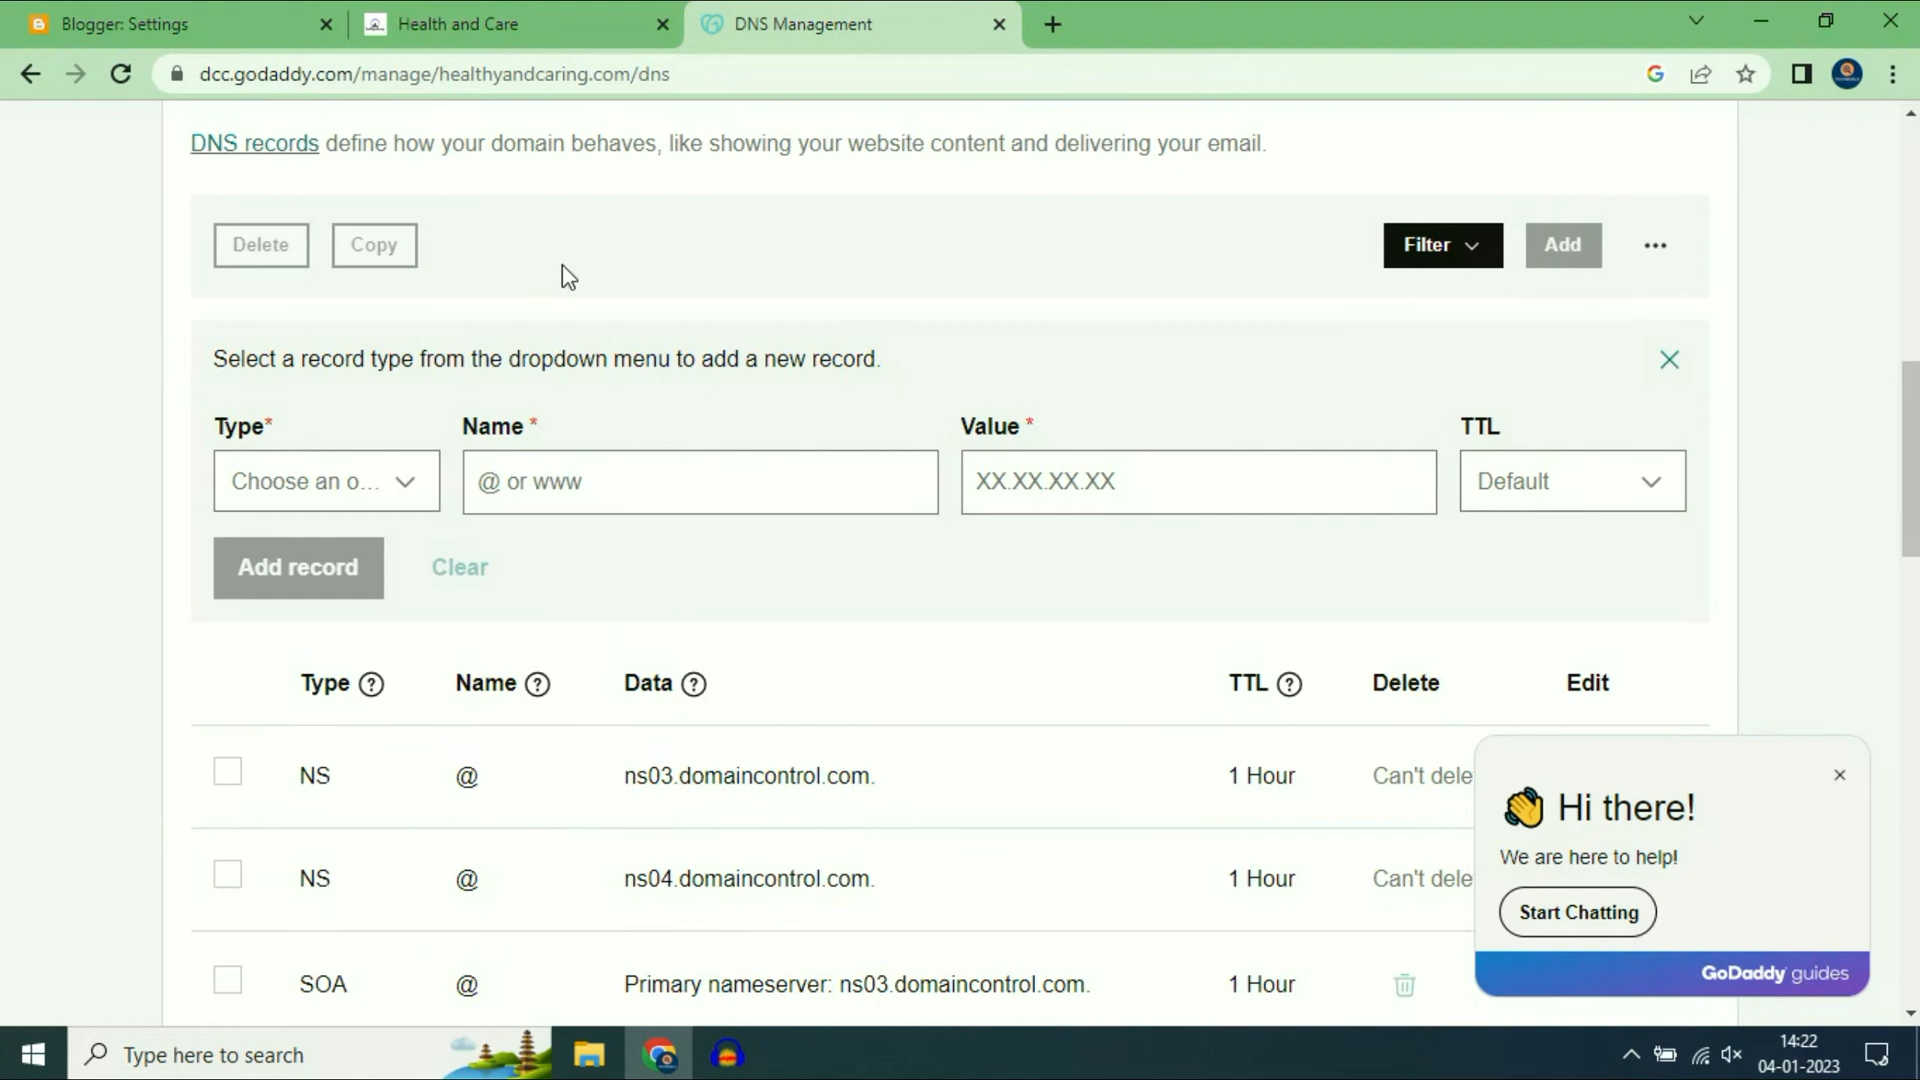 Blogger: Settings
Health and Care
DNS Management
dcc.godaddy.com/manage/healthyandcaring.com/dns
DNS records define how your domain behaves, like showing your website content and delivering your email.
Delete
Copy
Filter
Add
Select a record type from the dropdown menu to add a new record.
Type*
Name *
Value *
TTL
Choose an o...
@ or www
XX.XX.XX.XX
Default
Add record
Clear
Type ?
Name ?
Data ?
TTL ?
Delete
Edit
NS @ ns03.domaincontrol.com. 1 Hour Can't dele
NS @ ns04.domaincontrol.com. 1 Hour Can't dele
SOA @ Primary nameserver: ns03.domaincontrol.com. 1 Hour
Hi there!
We are here to help!
Start Chatting
GoDaddy guides
Type here to search
14:22
04-01-2023